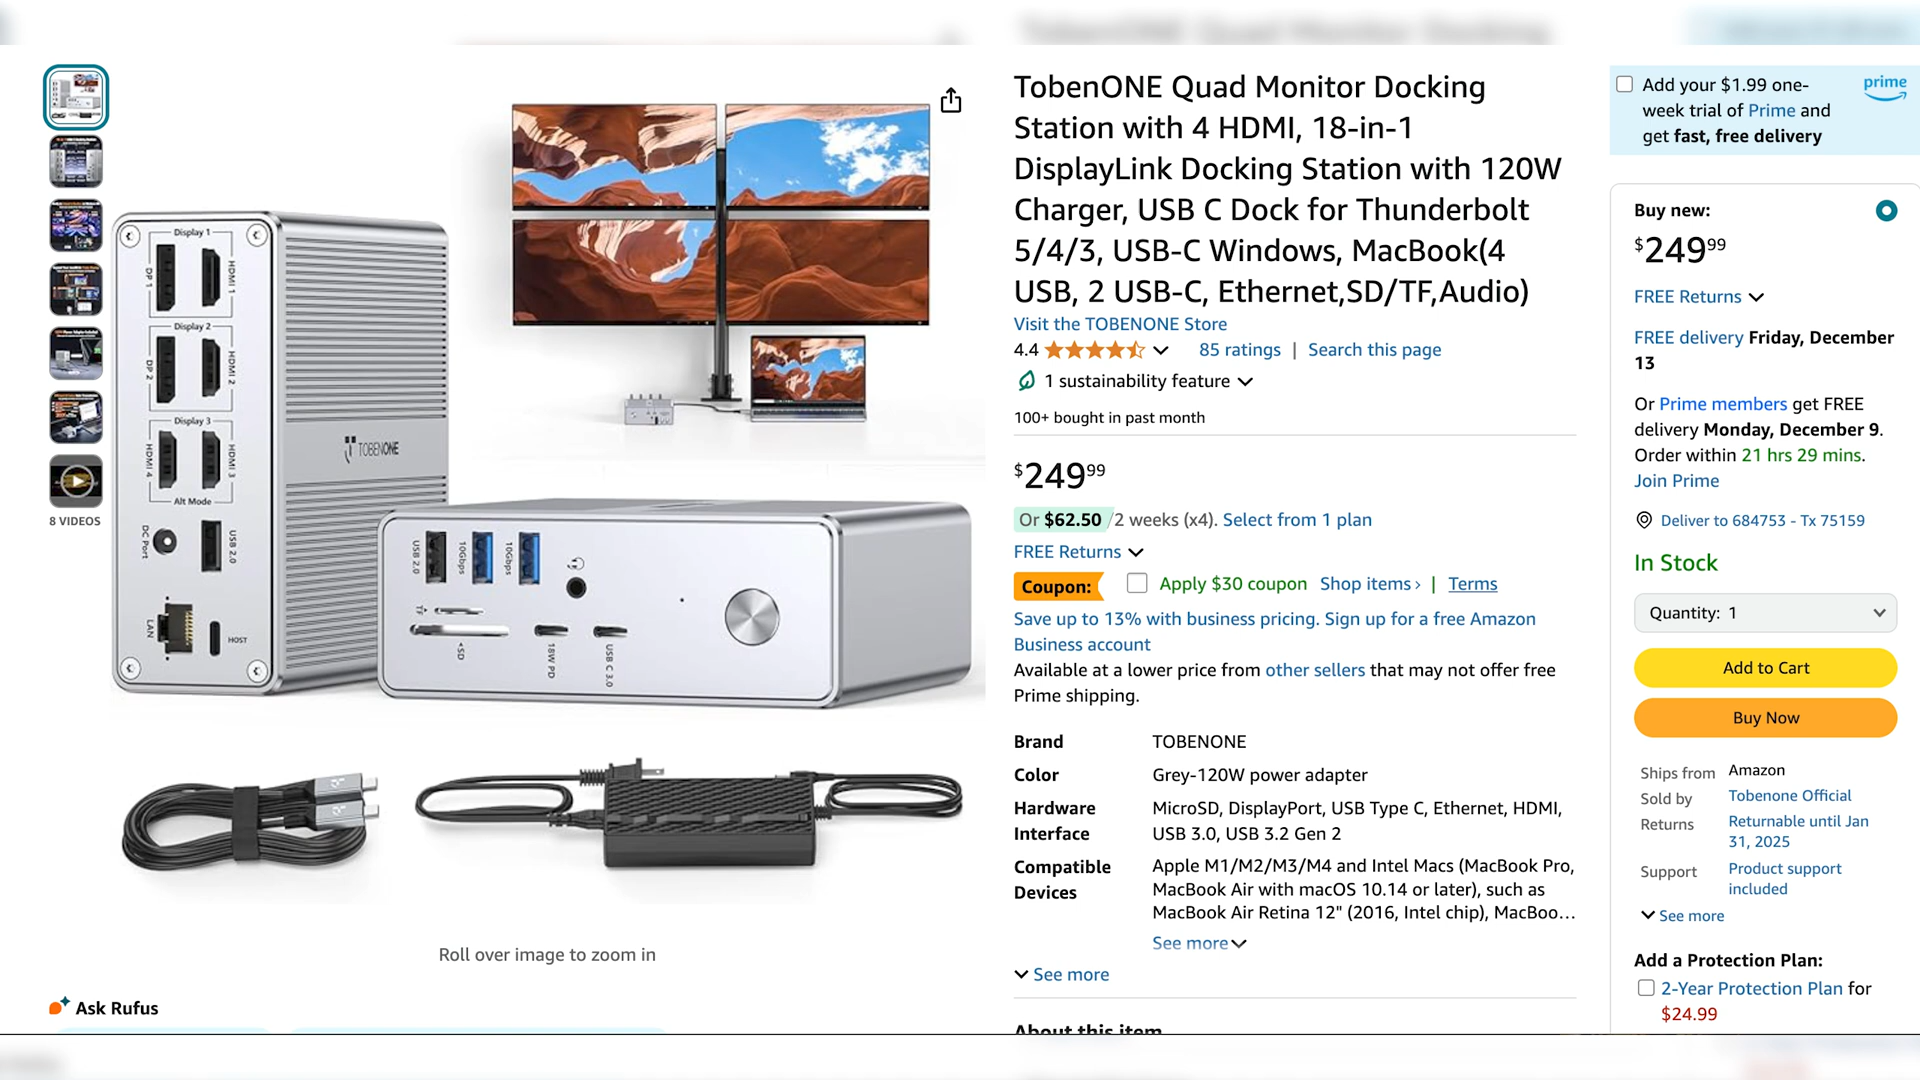 TobenONE Quad Monitor Docking
Station with 4 HDMI, 18-in-1
DisplayLink Docking Station with 120W
Charger, USB C Dock for Thunderbolt
5/4/3, USB-C Windows, MacBook(4
USB, 2 USB-C, Ethernet,SD/TF,Audio)
Visit the TOBENONE Store
4.4
85 ratings | Search this page
1 sustainability feature
100+ bought in past month
$24999
Or $62.50 /2 weeks (x4). Select from 1 plan
FREE Returns
Coupon: Apply $30 coupon Shop items › | Terms
Save up to 13% with business pricing. Sign up for a free Amazon
Business account
Available at a lower price from other sellers that may not offer free
Prime shipping.
Brand TOBENONE
Color Grey-120W power adapter
Hardware Interface MicroSD, DisplayPort, USB Type C, Ethernet, HDMI,
USB 3.0, USB 3.2 Gen 2
Compatible Devices Apple M1/M2/M3/M4 and Intel Macs (MacBook Pro,
MacBook Air with macOS 10.14 or later), such as
MacBook Air Retina 12" (2016, Intel chip), MacBoo…
See more
See more
About this item
Display 1
DP 1
HDMI 1
Display 2
DP 2
HDMI 2
Display 3
HDMI 4
HDMI 3
Alt Mode
DC Port
USB 2.0
LAN
HOST
TOBENONE
USB 2.0
10Gbps
10Gbps
TF
SD
18W PD
USB C 3.0
8 VIDEOS
Roll over image to zoom in
Ask Rufus
Add your $1.99 one-
week trial of Prime and
get fast, free delivery
prime
Buy new:
$24999
FREE Returns
FREE delivery Friday, December
13
Or Prime members get FREE
delivery Monday, December 9.
Order within 21 hrs 29 mins.
Join Prime
Deliver to 684753 - Tx 75159
In Stock
Quantity: 1
Add to Cart
Buy Now
Ships from Amazon
Sold by Tobenone Official
Returns Returnable until Jan
31, 2025
Support Product support
included
See more
Add a Protection Plan:
2-Year Protection Plan for
$24.99